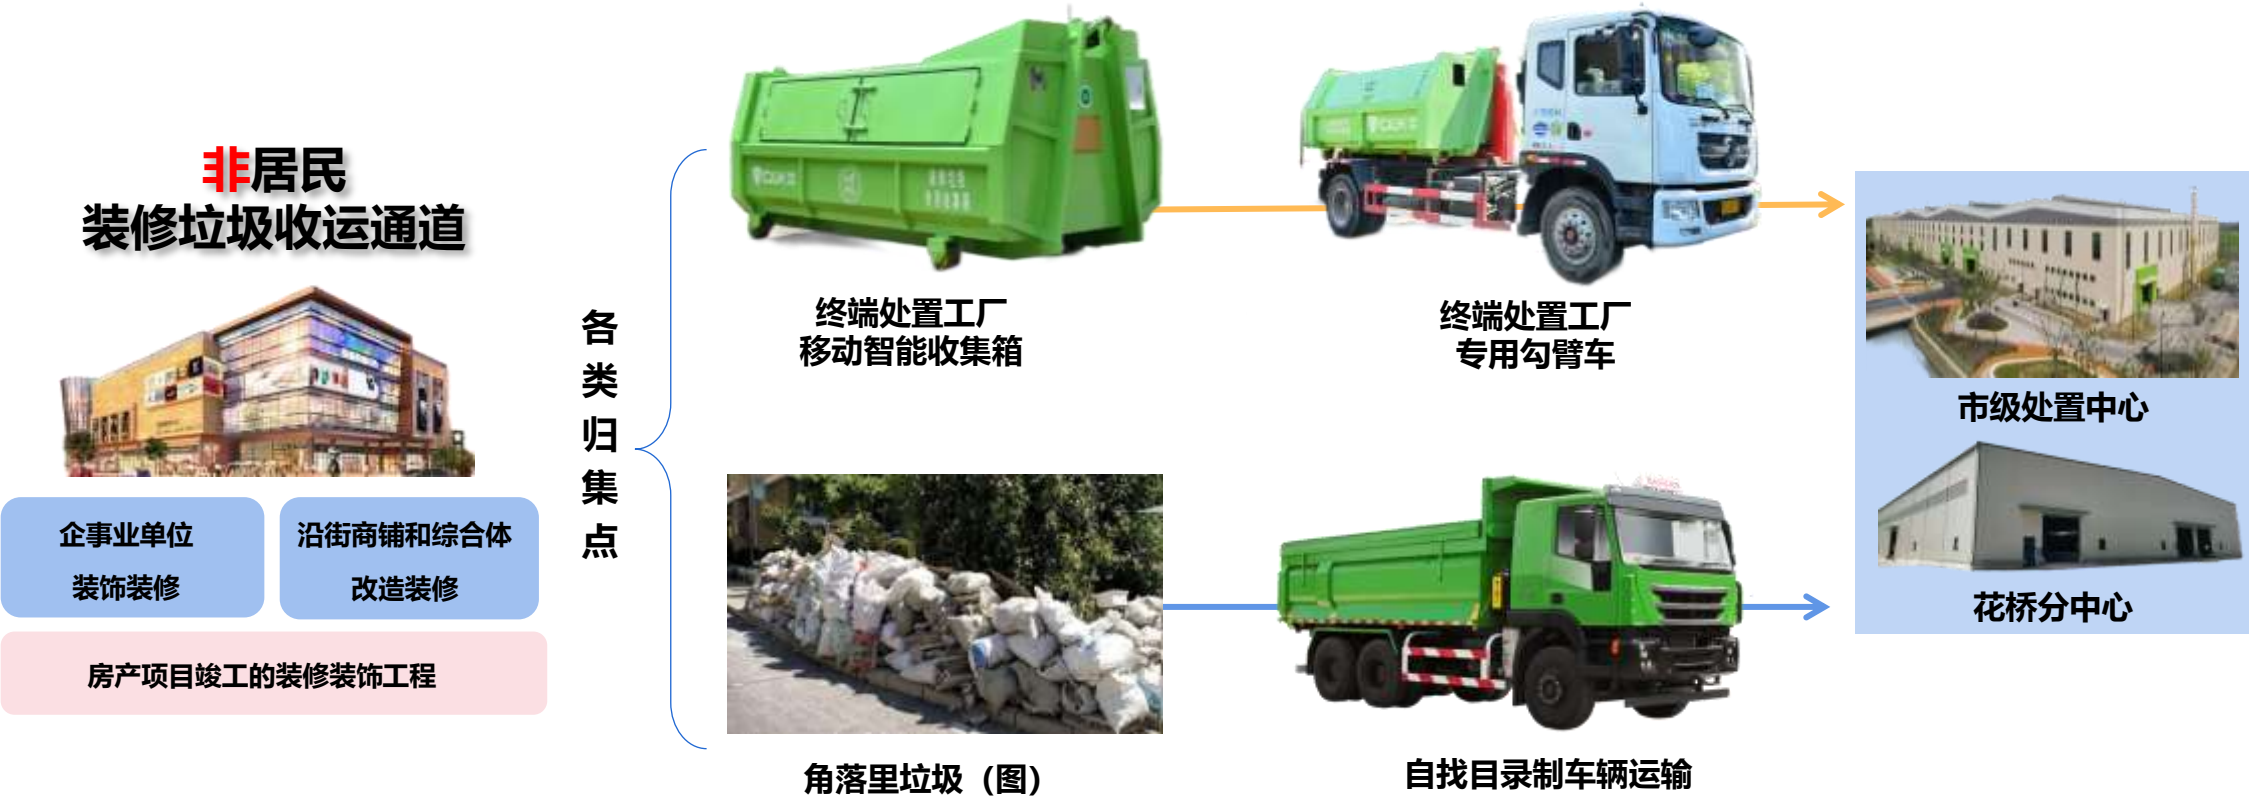 非居民
装修垃圾收运通道
企事业单位
装饰装修
沿街商铺和综合体
改造装修
房产项目竣工的装修装饰工程
各类归集点
终端处置工厂
移动智能收集箱
终端处置工厂
专用勾臂车
角落里垃圾（图）
自找目录制车辆运输
市级处置中心
花桥分中心